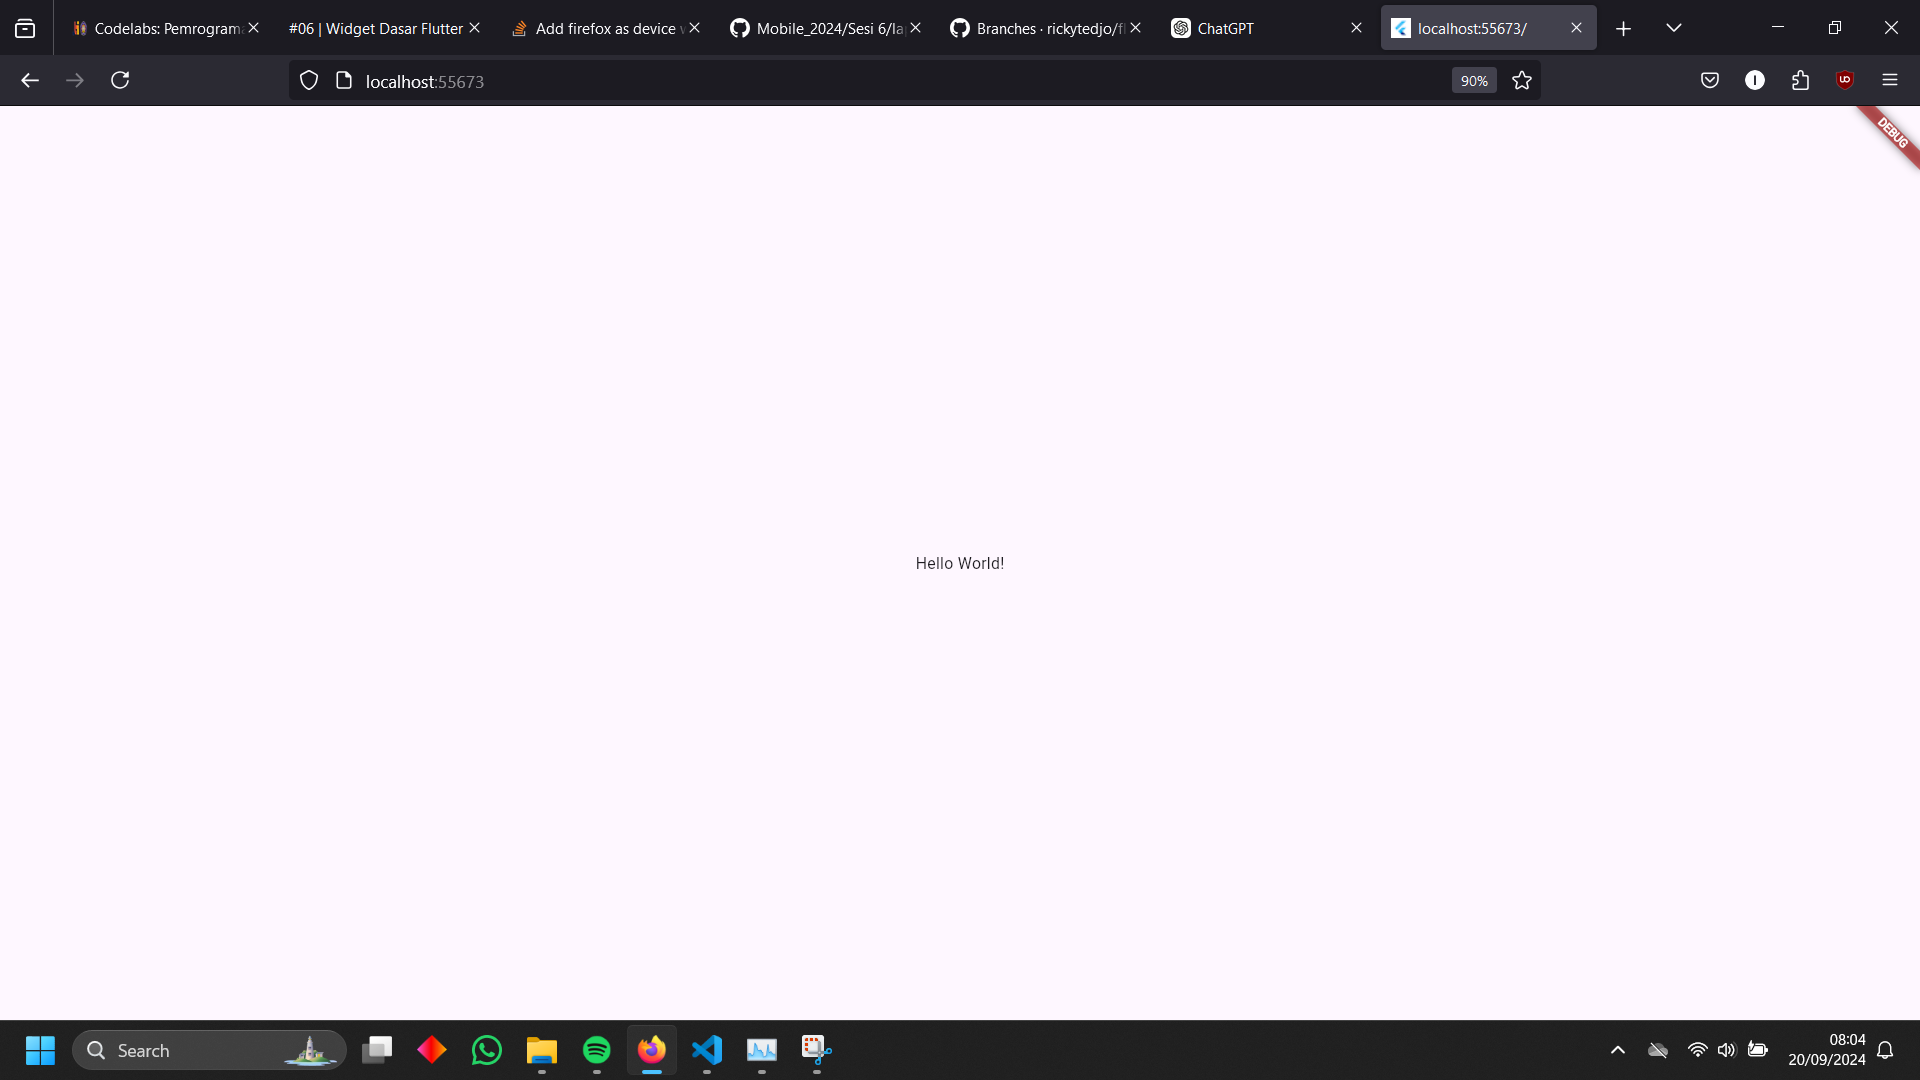 Codelabs: Pemrogram
#06 | Widget Dasar Flutter
Add firefox as device
Mobile_2024/Sesi 6/la
Branches · rickytedjo/fl
ChatGPT
localhost:55673/
localhost:55673
90%
DEBUG
Hello World!
Search
08:04
20/09/2024